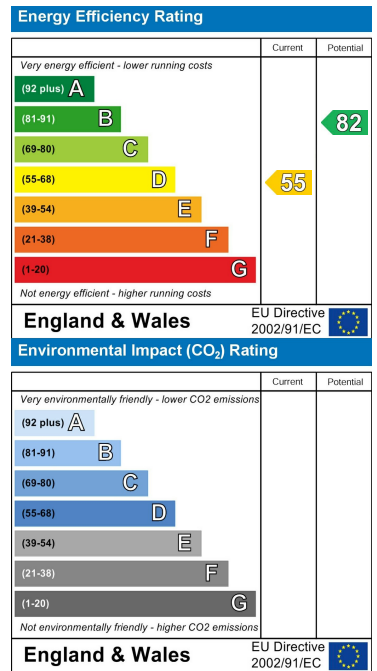 Energy Efficiency Rating
Current Potential
Very energy efficient - lower running costs
(92 plus) A
(81-91) B
82
(69-80) C
(55-68) D
55
(39-54) E
(21-38) F
(1-20) G
Not energy efficient - higher running costs
England & Wales
EU Directive
2002/91/EC
Environmental Impact (CO₂) Rating
Current Potential
Very environmentally friendly - lower CO2 emissions
(92 plus) A
(81-91) B
(69-80) C
(55-68) D
(39-54) E
(21-38) F
(1-20) G
Not environmentally friendly - higher CO2 emissions
England & Wales
EU Directive
2002/91/EC